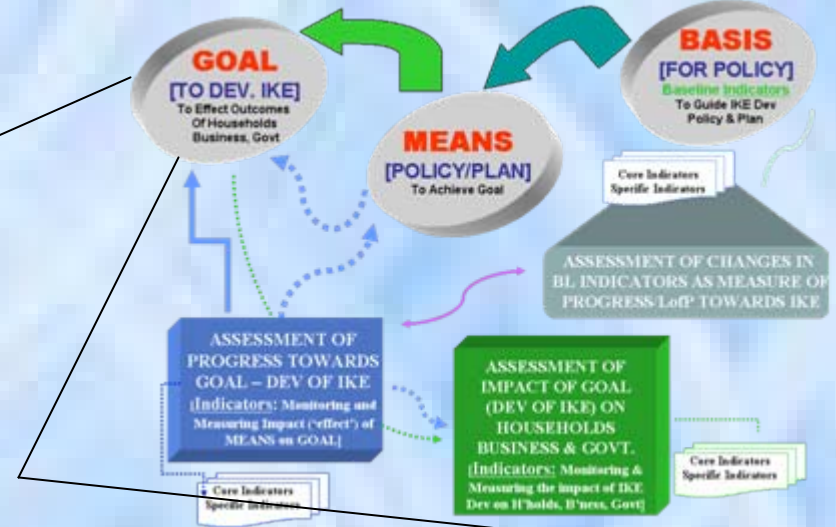 GOAL
[TO DEV. IKE]
To Effect Outcomes
Of Households
Business, Govt
MEANS
[POLICY/PLAN]
To Achieve Goal
BASIS
[FOR POLICY]
Baseline Indicators
To Guide IKE Dev
Policy & Plan
Core Indicators
Specific Indicators
ASSESSMENT OF CHANGES IN
BL INDICATORS AS MEASURE OF
PROGRESS/LofP TOWARDS IKE
ASSESSMENT OF
PROGRESS TOWARDS
GOAL – DEV OF IKE
[Indicators: Monitoring and
Measuring Impact ('effect') of
MEANS on GOAL]
Core Indicators
Specific Indicators
ASSESSMENT OF
IMPACT OF GOAL
(DEV OF IKE) ON
HOUSEHOLDS
BUSINESS & GOVT.
[Indicators: Monitoring &
Measuring the impact of IKE
Dev on H'holds, B'ness, Govt]
Core Indicators
Specific Indicators